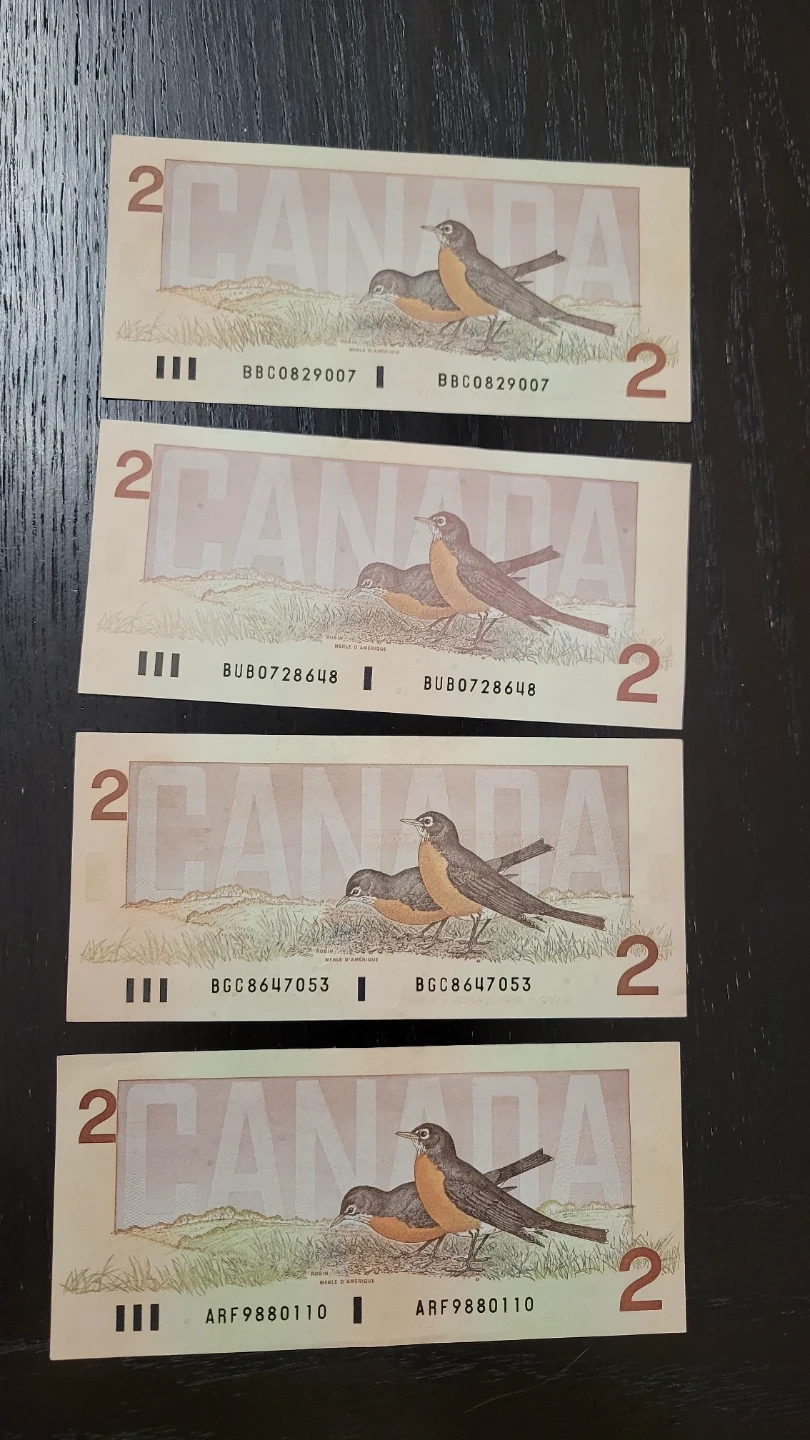 2
CANADA
ROBIN
MERLE D'AMÉRIQUE
BBC0829007 BBC0829007
2
2
CANADA
ROBIN
MERLE D'AMÉRIQUE
BUB0728648 BUB0728648
2
2
CANADA
ROBIN
MERLE D'AMÉRIQUE
BGC8647053 BGC8647053
2
2
CANADA
ROBIN
MERLE D'AMÉRIQUE
ARF9880110 ARF9880110
2